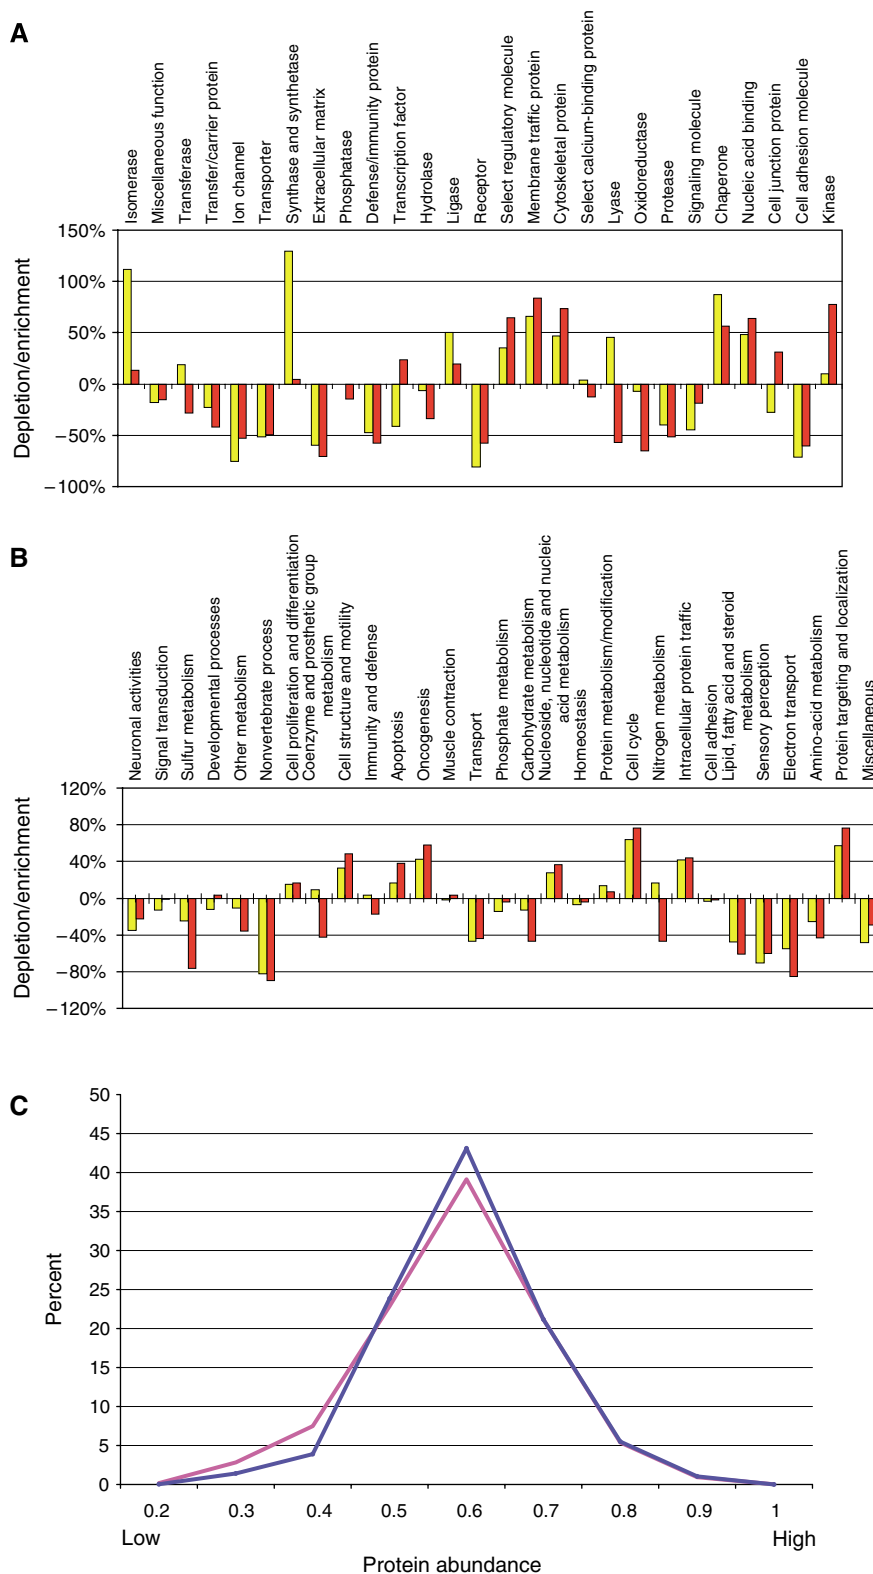 A
Isomerase
Miscellaneous function
Transferase
Transfer/carrier protein
Ion channel
Transporter
Synthase and synthetase
Extracellular matrix
Phosphatase
Defense/immunity protein
Transcription factor
Hydrolase
Ligase
Receptor
Select regulatory molecule
Membrane traffic protein
Cytoskeletal protein
Select calcium-binding protein
Lyase
Oxidoreductase
Protease
Signaling molecule
Chaperone
Nucleic acid binding
Cell junction protein
Cell adhesion molecule
Kinase
Depletion/enrichment
150%
100%
50%
0%
−50%
−100%
B
Neuronal activities
Signal transduction
Sulfur metabolism
Developmental processes
Other metabolism
Nonvertebrate process
Cell proliferation and differentiation
Coenzyme and prosthetic group
metabolism
Cell structure and motility
Immunity and defense
Apoptosis
Oncogenesis
Muscle contraction
Transport
Phosphate metabolism
Carbohydrate metabolism
Nucleoside, nucleotide and nucleic
acid metabolism
Homeostasis
Protein metabolism/modification
Cell cycle
Nitrogen metabolism
Intracellular protein traffic
Cell adhesion
Lipid, fatty acid and steroid
metabolism
Sensory perception
Electron transport
Amino-acid metabolism
Protein targeting and localization
Miscellaneous
Depletion/enrichment
120%
80%
40%
0%
−40%
−80%
−120%
C
Percent
50
45
40
35
30
25
20
15
10
5
0
0.2 0.3 0.4 0.5 0.6 0.7 0.8 0.9 1
Low High
Protein abundance